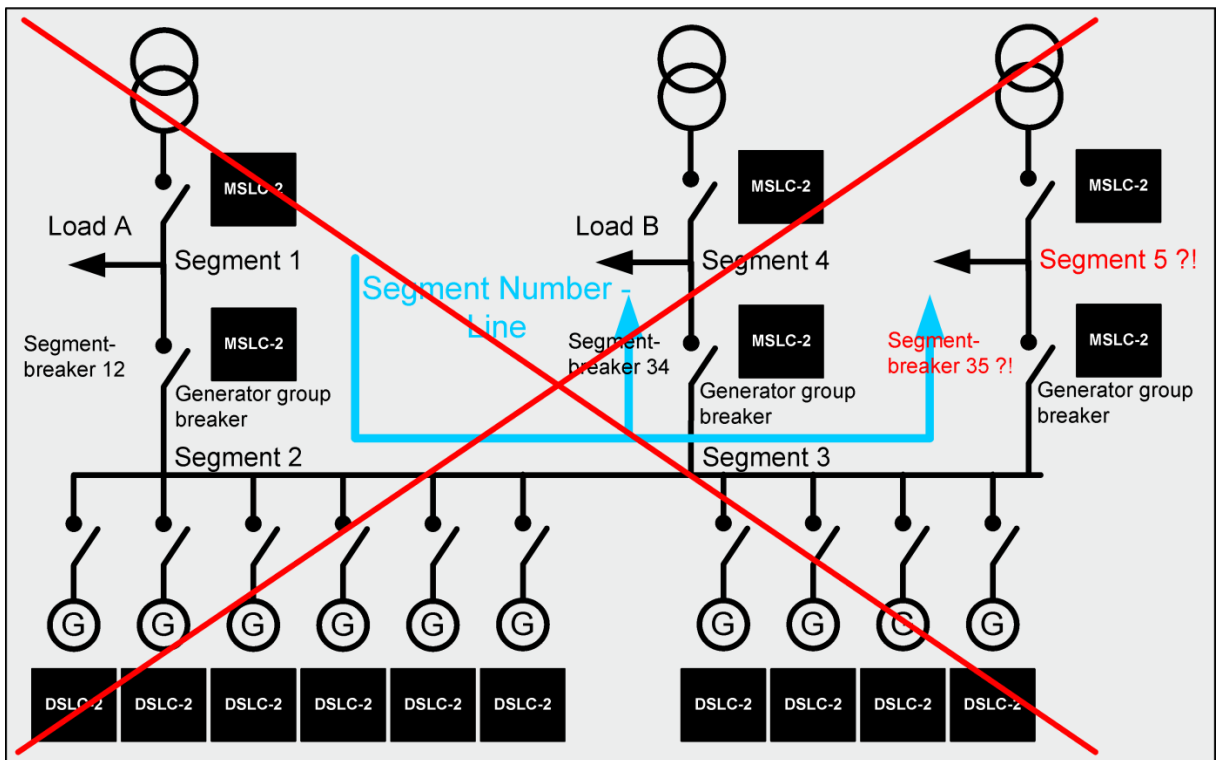 MSLC-2
MSLC-2
MSLC-2
Load A
Load B
Segment 1
Segment 4
Segment 5 ?!
Segment Number -
Line
Segment-
breaker 12
MSLC-2
Segment-
breaker 34
MSLC-2
Segment-
breaker 35 ?!
MSLC-2
Generator group
breaker
Generator group
breaker
Generator group
breaker
Segment 2
Segment 3
G
G
G
G
G
G
G
G
G
G
DSLC-2
DSLC-2
DSLC-2
DSLC-2
DSLC-2
DSLC-2
DSLC-2
DSLC-2
DSLC-2
DSLC-2